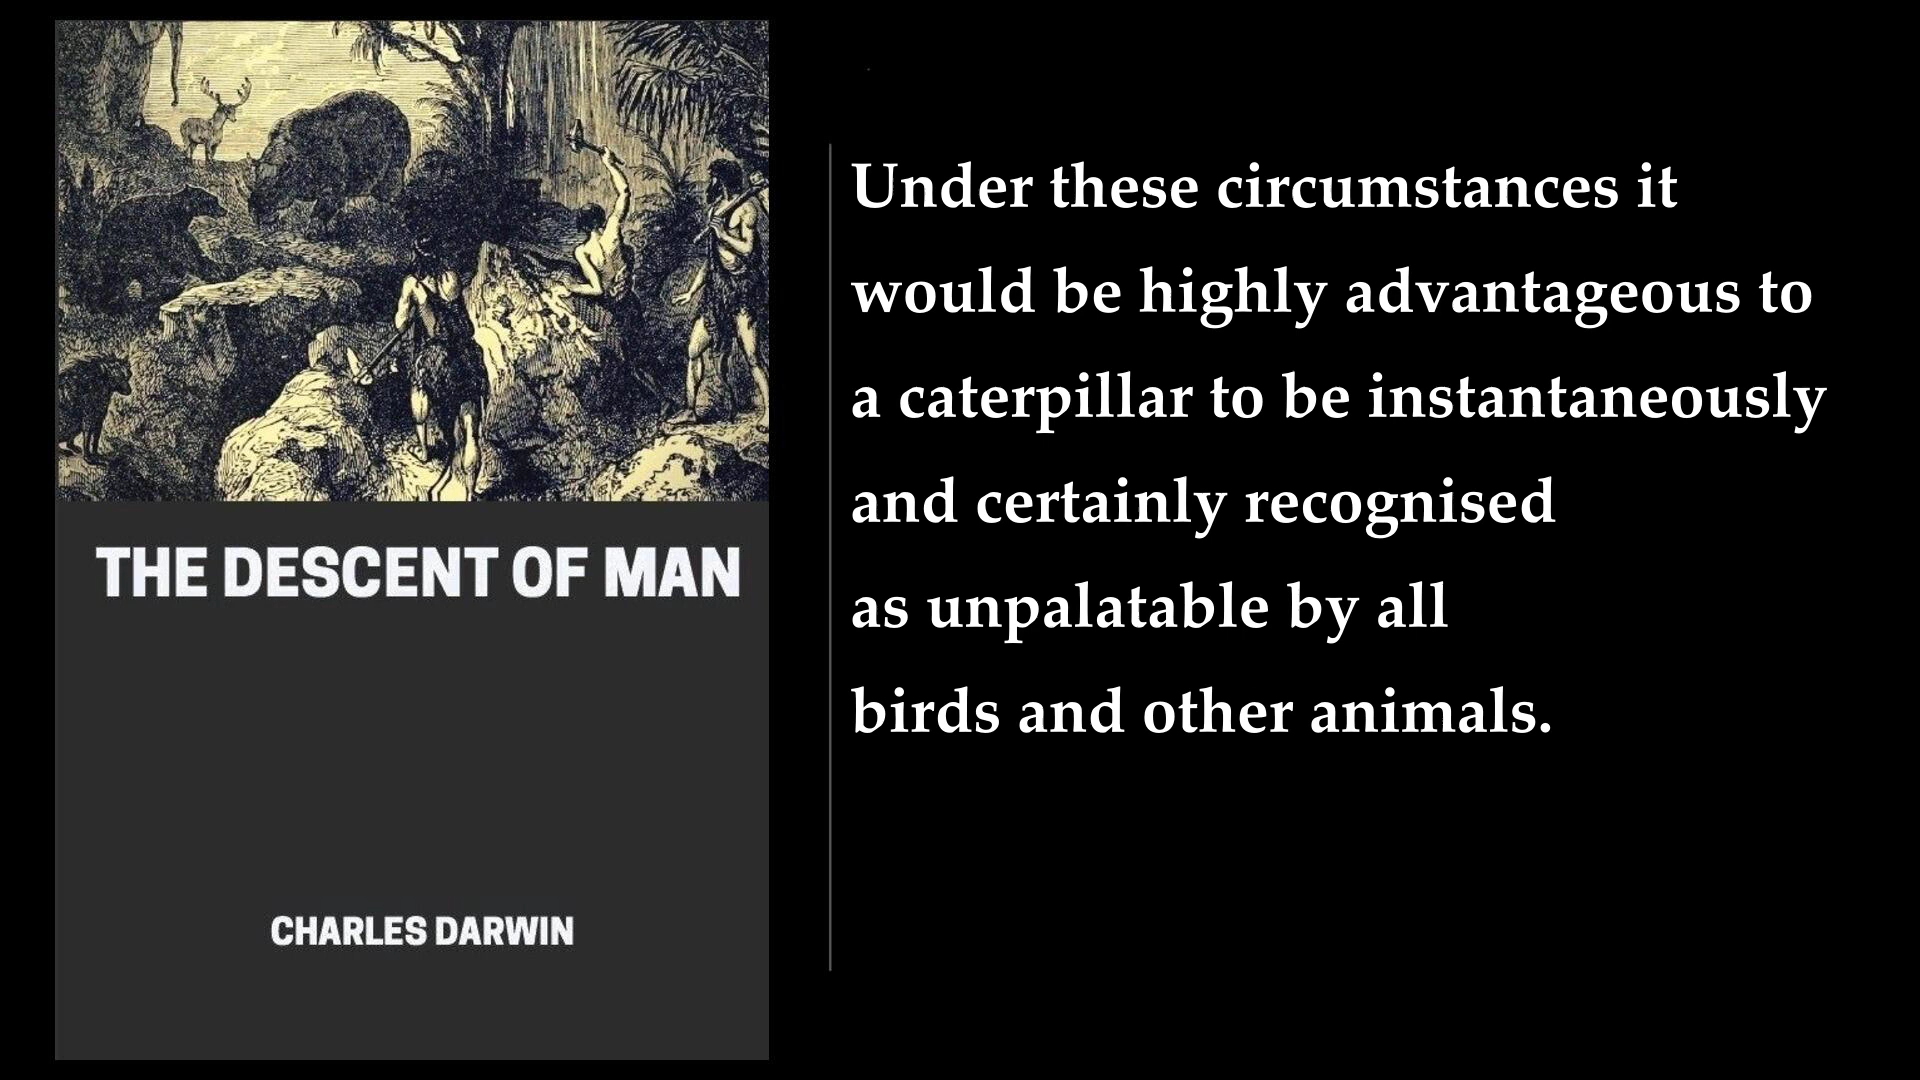 THE DESCENT OF MAN
CHARLES DARWIN
Under these circumstances it
would be highly advantageous to
a caterpillar to be instantaneously
and certainly recognised
as unpalatable by all
birds and other animals.